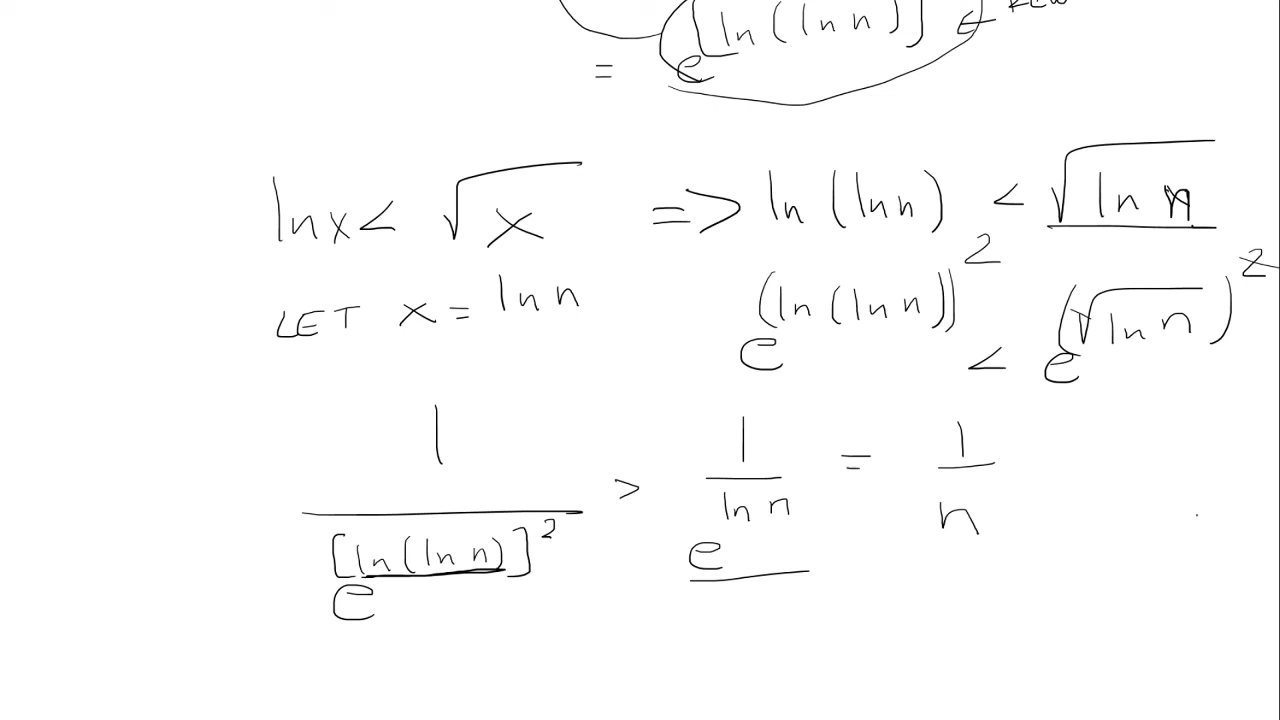 = e^[ln(ln n)]
ln x < √x => ln(ln n) < √(ln n)
LET x = ln n
e^(ln(ln n))^2 < e^(√(ln n))^2
1/e^[ln(ln n)]^2 > 1/e^(ln n) = 1/n